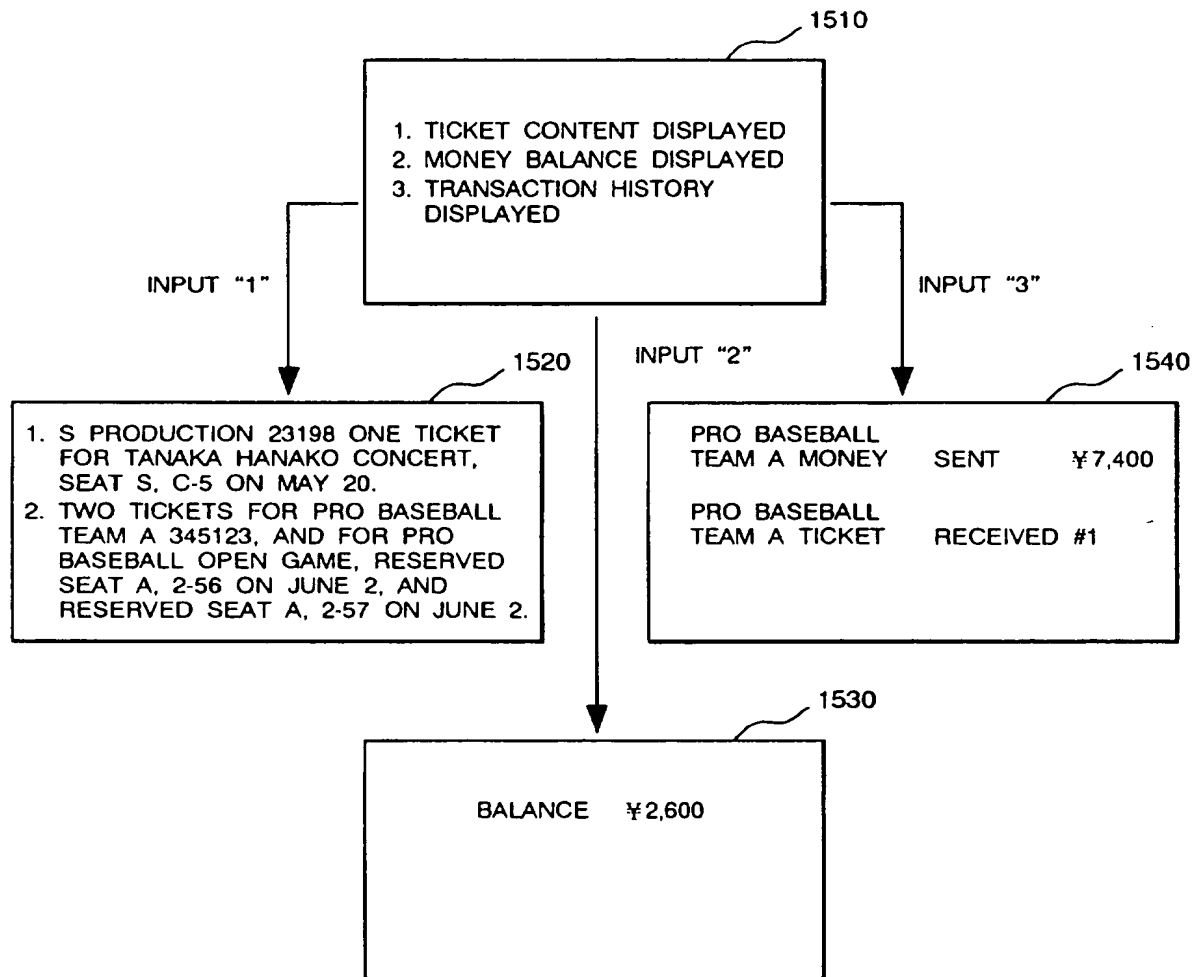 1510
1. TICKET CONTENT DISPLAYED
2. MONEY BALANCE DISPLAYED
3. TRANSACTION HISTORY
DISPLAYED
INPUT "1"
INPUT "3"
INPUT "2"
1520
1. S PRODUCTION 23198 ONE TICKET
FOR TANAKA HANAKO CONCERT,
SEAT S, C-5 ON MAY 20.
2. TWO TICKETS FOR PRO BASEBALL
TEAM A 345123, AND FOR PRO
BASEBALL OPEN GAME, RESERVED
SEAT A, 2-56 ON JUNE 2, AND
RESERVED SEAT A, 2-57 ON JUNE 2.
1540
PRO BASEBALL
TEAM A MONEY SENT ¥7,400
PRO BASEBALL
TEAM A TICKET RECEIVED #1
1530
BALANCE ¥2,600